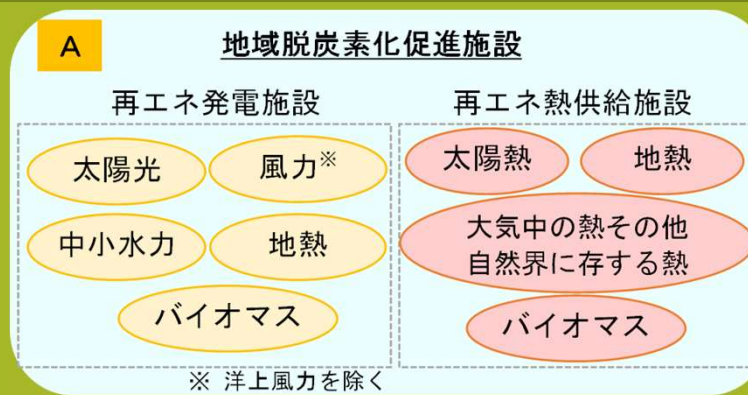 A
地域脱炭素化促進施設
再エネ発電施設
太陽光
風力※
中小水力
地熱
バイオマス
※ 洋上風力を除く
再エネ熱供給施設
太陽熱
地熱
大気中の熱その他
自然界に存する熱
バイオマス